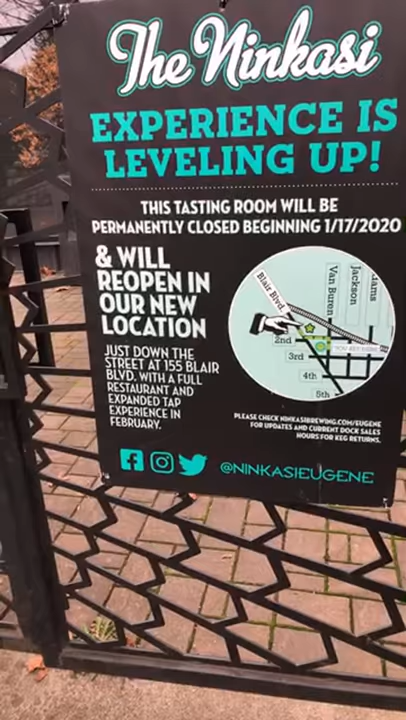 The Ninkasi
EXPERIENCE IS
LEVELING UP!
THIS TASTING ROOM WILL BE
PERMANENTLY CLOSED BEGINNING 1/17/2020
& WILL
REOPEN IN
OUR NEW
LOCATION
JUST DOWN THE
STREET AT 155 BLAIR
BLVD. WITH A FULL
RESTAURANT AND
EXPANDED TAP
EXPERIENCE IN
FEBRUARY.
Blair Blvd.
Van Buren
Jackson
2nd
YOU ARE HERE
3rd
4th
5th
PLEASE CHECK NINKASIBREWING.COM/EUGENE
FOR UPDATES AND CURRENT DOCK SALES
HOURS FOR KEG RETURNS.
@NINKASIEUGENE